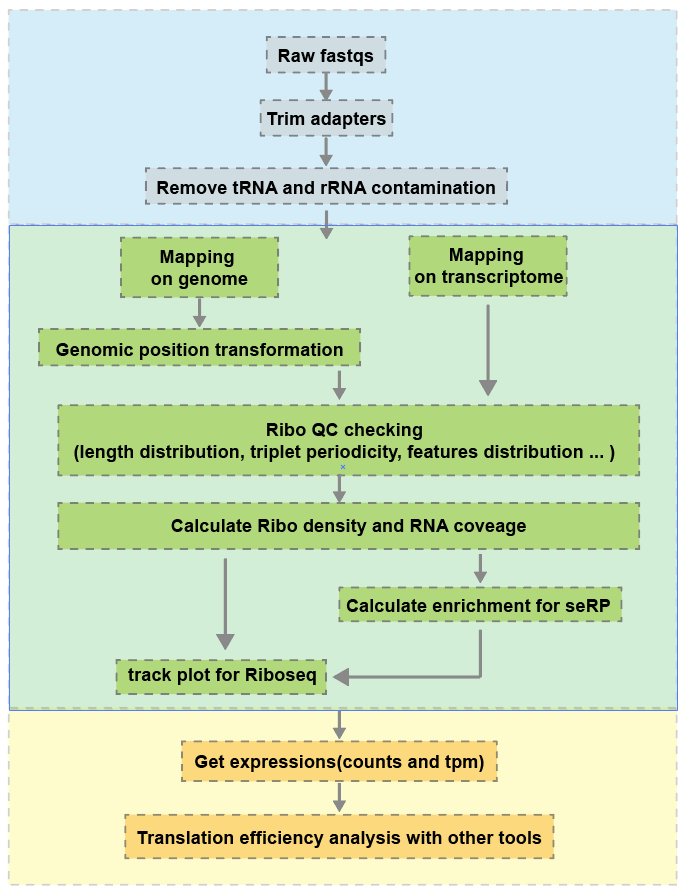 Raw fastqs
Trim adapters
Remove tRNA and rRNA contamination
Mapping
on genome
Mapping
on transcriptome
Genomic position transformation
Ribo QC checking
(length distribution, triplet periodicity, features distribution ... )
Calculate Ribo density and RNA coveage
Calculate enrichment for seRP
track plot for Riboseq
Get expressions(counts and tpm)
Translation efficiency analysis with other tools